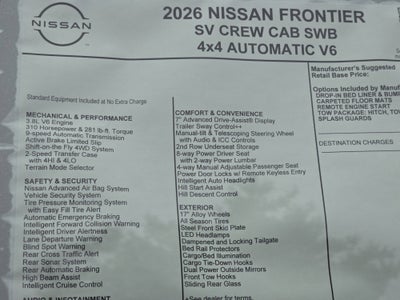 NISSAN
2026 NISSAN FRONTIER
SV CREW CAB SWB
4x4 AUTOMATIC V6
Standard Equipment Included at No Extra Charge
MECHANICAL & PERFORMANCE
3.8L V6 Engine
310 Horsepower & 281 lb-ft. Torque
9-speed Automatic Transmission
Active Brake Limited Slip
Shift-on-the Fly 4WD System
2-Speed Transfer Case
with 4HI & 4LO
Terrain Mode Selector
SAFETY & SECURITY
Nissan Advanced Air Bag System
Vehicle Security System
Tire Pressure Monitoring System
with Easy Fill Tire Alert
Automatic Emergency Braking
Intelligent Forward Collision Warning
Intelligent Driver Alertness
Lane Departure Warning
Blind Spot Warning
Rear Cross Traffic Alert
Rear Sonar System
Rear Automatic Braking
High Beam Assist
Intelligent Cruise Control
AUDIO & INFOTAINMENT
COMFORT & CONVENIENCE
7" Advanced Drive-Assist® Display
Trailer Sway Control++
Manual-tilt & Telescoping Steering Wheel
with Audio & ICC Controls
2nd Row Underseat Storage
8-way Power Driver Seat
with 2-way Power Lumbar
4-way Manual Adjustable Passenger Seat
Power Door Locks w/ Remote Keyless Entry
Intelligent Auto Headlights
Hill Start Assist
Hill Descent Control
EXTERIOR
17" Alloy Wheels
All Season Tires
Steel Front Skid Plate
LED Headlamps
Dampened and Locking Tailgate
Bed Rail Protectors
Cargo/Bed Illumination
Cargo Tie-Down Hooks
Dual Power Outside Mirrors
Front Tow Hooks
Sliding Rear Glass
+See dealer for terms.
Manufacturer's Suggested
Retail Base Price:
Options Included by Manu
DROP-IN BED LINER & BUM
CARPETED FLOOR MATS
REMOTE ENGINE START
TOW PACKAGE: HITCH, TOW
SPLASH GUARDS
DESTINATION CHARGES